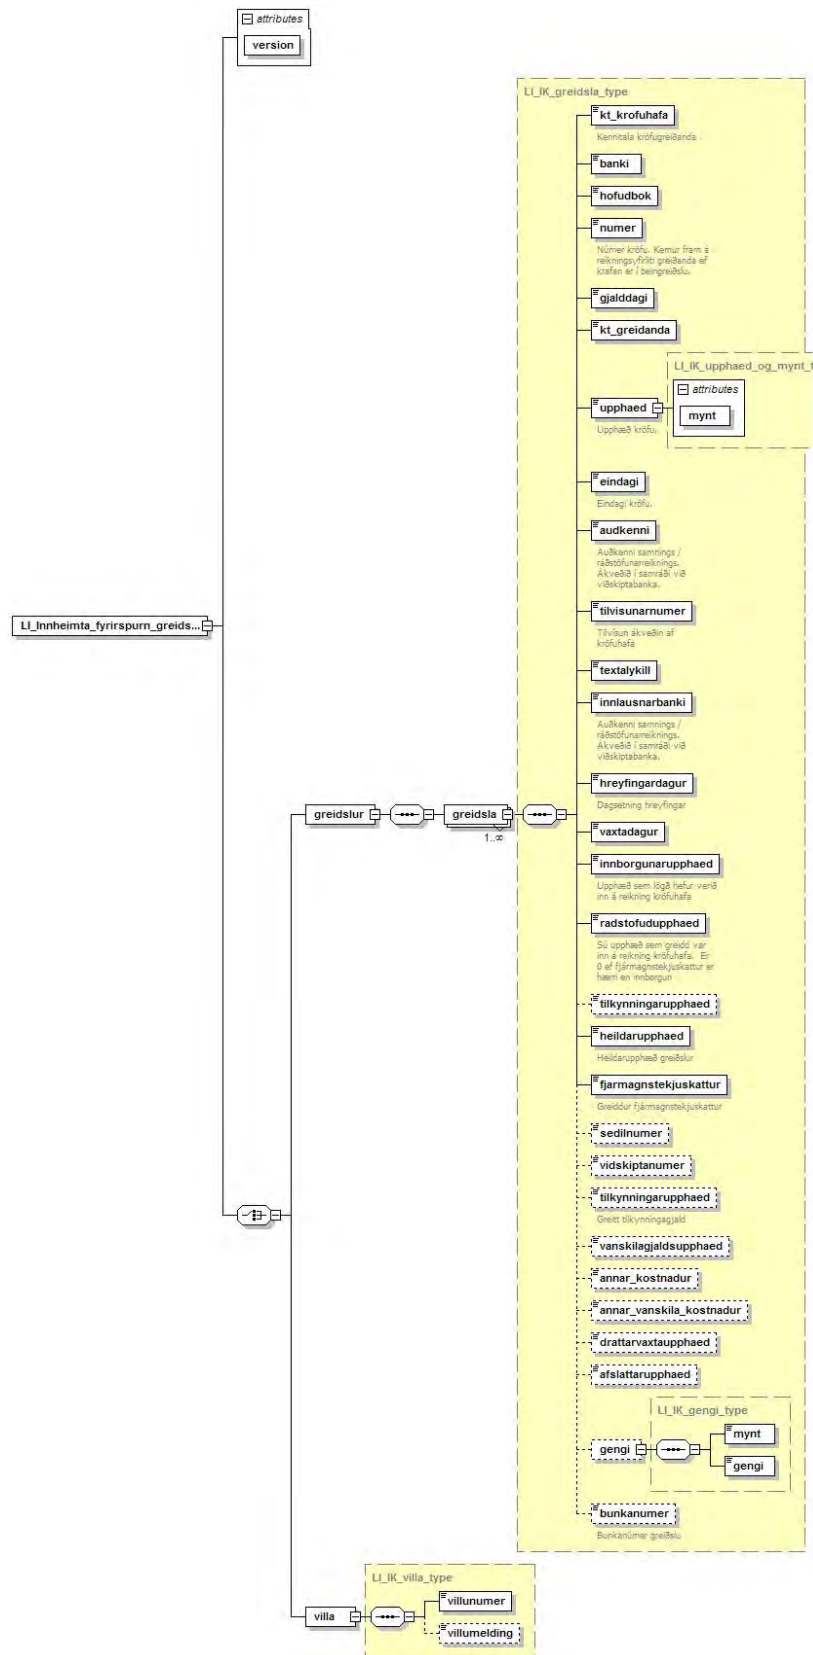 attributes
version
LI_IK_greidsla_type
kt_krofuhafa
Kennitala kröfugreiðanda
banki
hofudbok
numer
Númer kröfu. Kemur fram á
reikningsyfirliti greiðanda ef
krafan er í beingreiðslu.
gjalddagi
kt_greidanda
LI_IK_upphaed_og_mynt_t
attributes
upphaed
mynt
Upphæð kröfu.
eindagi
Eindagi kröfu.
audkenni
Auðkenni samnings /
ráðstöfunarreiknings.
Ákveðið í samráði við
viðskiptabanka.
LI_Innheimta_fyrirspurn_greids...
tilvisunarnumer
Tilvísun ákveðin af
kröfuhafa
textalykill
innlausnarbanki
Auðkenni samnings /
ráðstöfunarreiknings.
Ákveðið í samráði við
viðskiptabanka.
hreyfingardagur
Dagsetning hreyfingar
greidslur
greidsla
1..∞
vaxtadagur
innborgunarupphaed
Upphæð sem lögð hefur verið
inn á reikning kröfuhafa
radstofudupphaed
Sú upphæð sem greidd var
inn á reikning kröfuhafa. Er
0 ef fjármagnstekjuskattur er
hærri en innborgun
tilkynningarupphaed
heildarupphaed
Heildarupphæð greiðslur
fjarmagnstekjuskattur
Greiddur fjármagnstekjuskattur
sedilnumer
vidskiptanumer
tilkynningarupphaed
Greitt tilkynningagjald
vanskilagjaldsupphaed
annar_kostnadur
annar_vanskila_kostnadur
drattarvaxtaupphaed
afslattarupphaed
LI_IK_gengi_type
mynt
gengi
gengi
bunkanumer
Bunkanúmer greiðslu
LI_IK_villa_type
villa
villunumer
villumelding